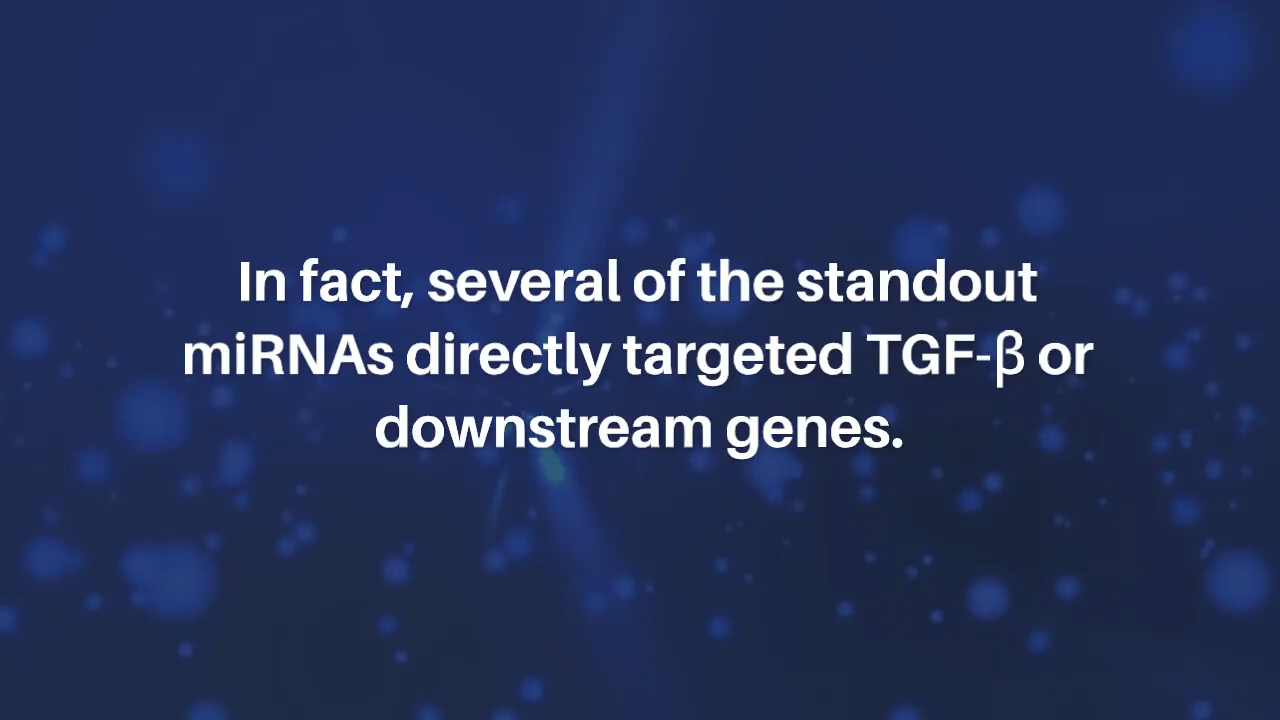 In fact, several of the standout
miRNAs directly targeted TGF-β or
downstream genes.